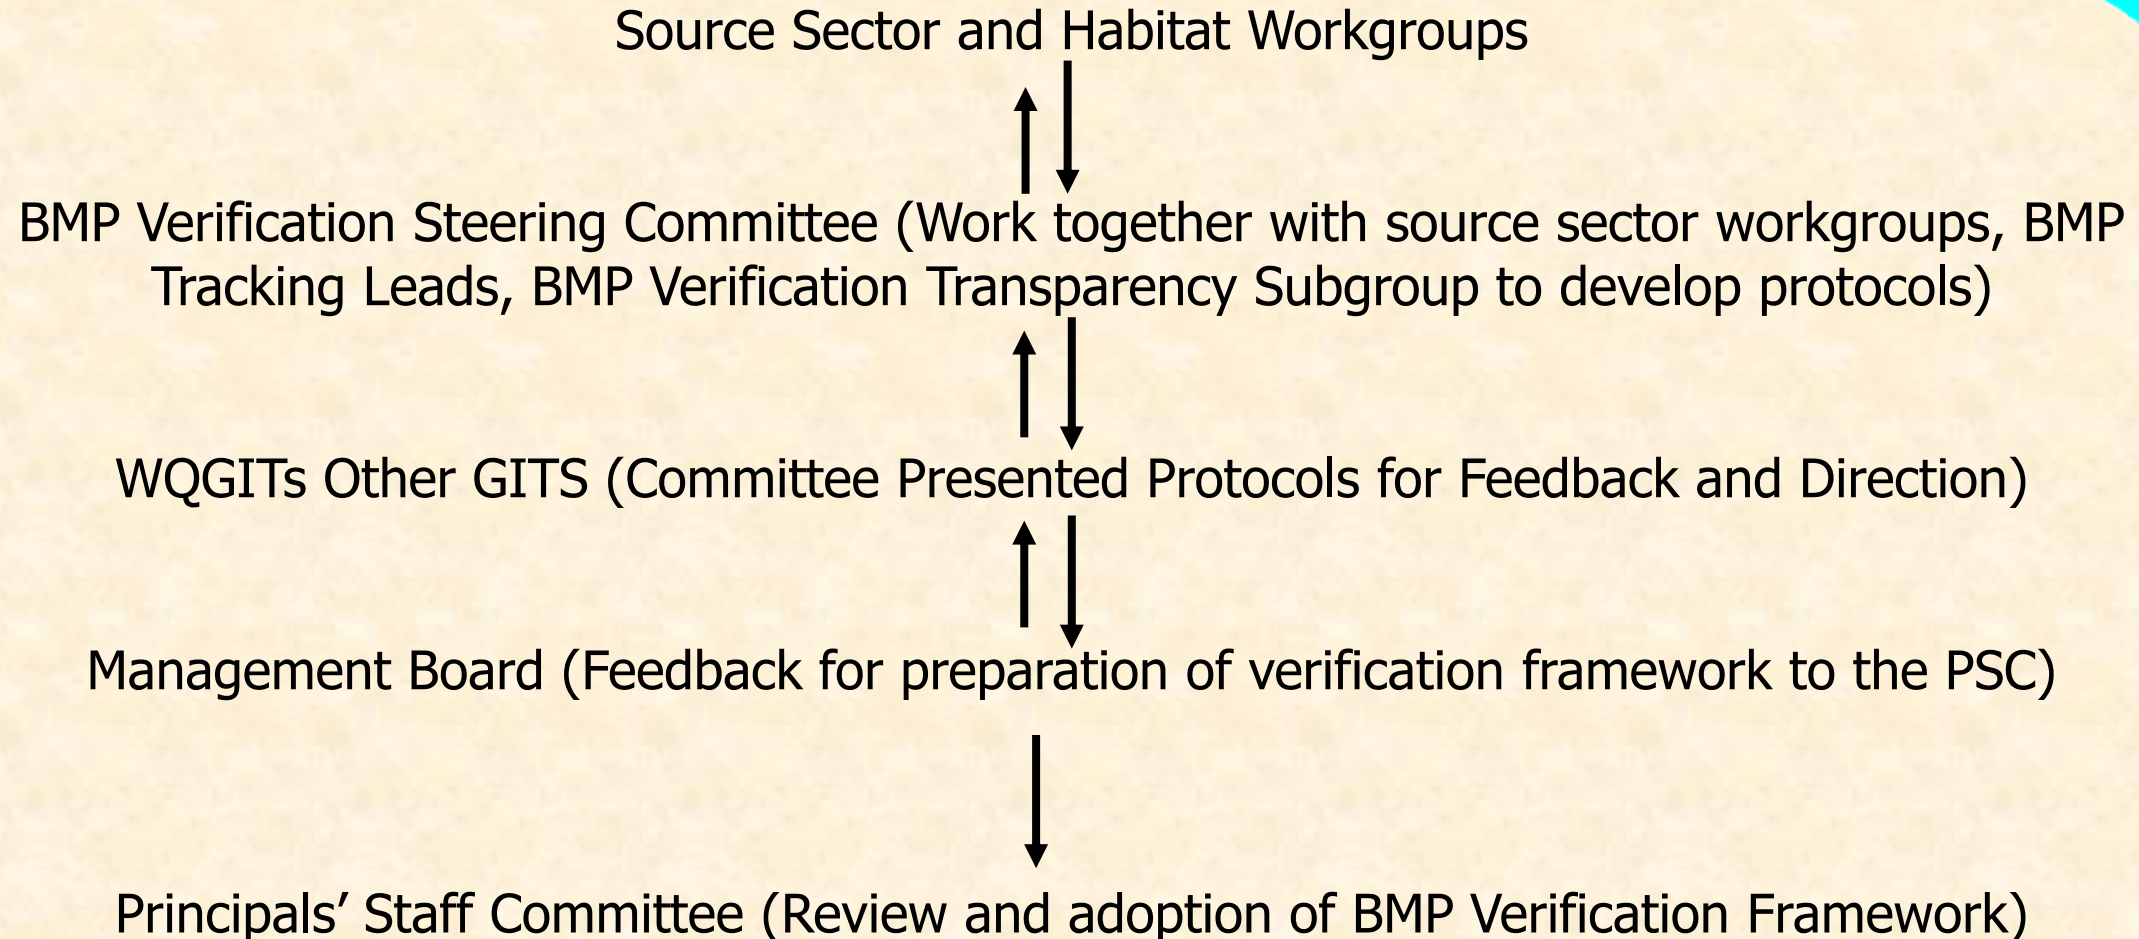 Source Sector and Habitat Workgroups
BMP Verification Steering Committee (Work together with source sector workgroups, BMP
Tracking Leads, BMP Verification Transparency Subgroup to develop protocols)
WQGITs Other GITS (Committee Presented Protocols for Feedback and Direction)
Management Board (Feedback for preparation of verification framework to the PSC)
Principals’ Staff Committee (Review and adoption of BMP Verification Framework)